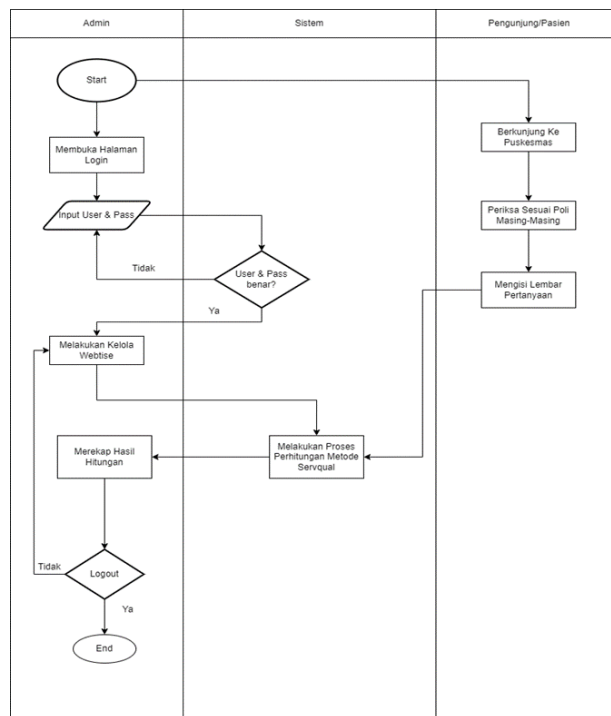 Admin
Sistem
Pengunjung/Pasien
Start
Berkunjung Ke
Puskesmas
Membuka Halaman
Login
Input User & Pass
Periksa Sesuai Poli
Masing-Masing
Tidak
User & Pass
benar?
Mengisi Lembar
Pertanyaan
Ya
Melakukan Kelola
Webtise
Merekap Hasil
Hitungan
Melakukan Proses
Perhitungan Metode
Servqual
Tidak
Logout
Ya
End